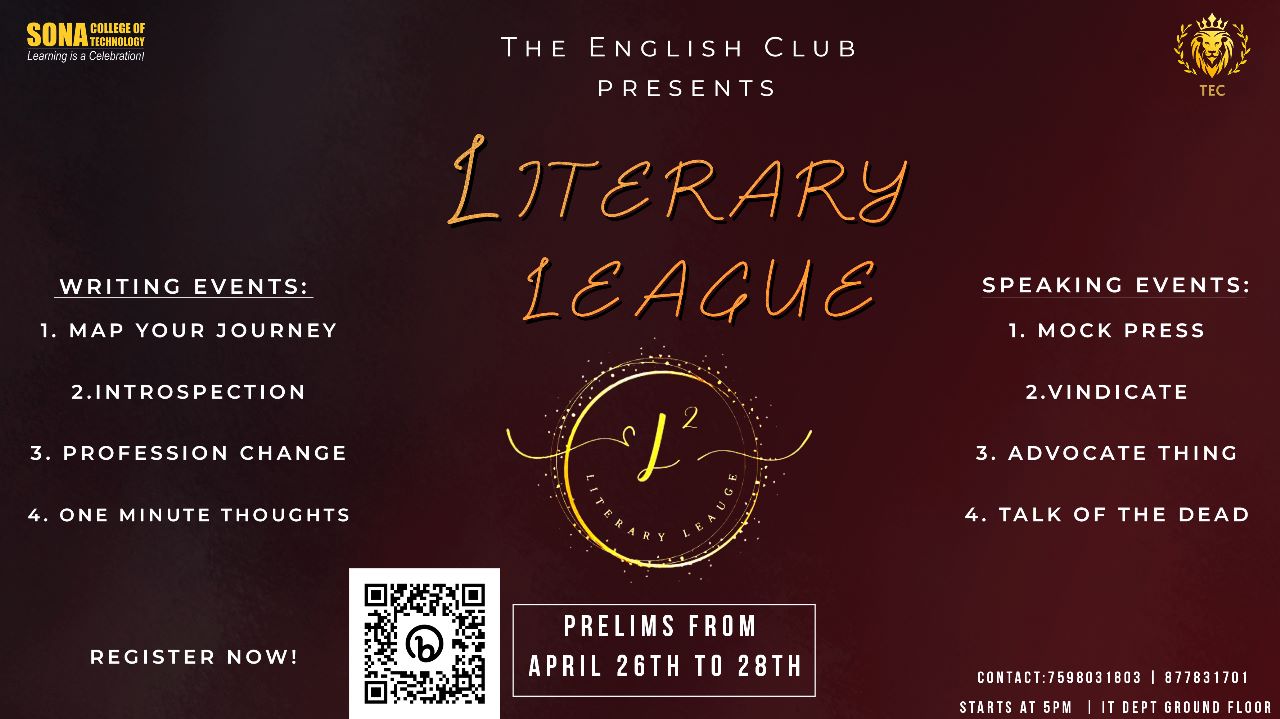 SONA COLLEGE OF TECHNOLOGY
Learning is a Celebration!
TEC
THE ENGLISH CLUB
PRESENTS
LITERARY
LEAGUE
WRITING EVENTS:
1. MAP YOUR JOURNEY
2.INTROSPECTION
3. PROFESSION CHANGE
4. ONE MINUTE THOUGHTS
L2
LITERARY LEAUGE
SPEAKING EVENTS:
1. MOCK PRESS
2.VINDICATE
3. ADVOCATE THING
4. TALK OF THE DEAD
REGISTER NOW!
b
PRELIMS FROM
APRIL 26TH TO 28TH
CONTACT:7598031803 | 877831701
STARTS AT 5PM | IT DEPT GROUND FLOOR